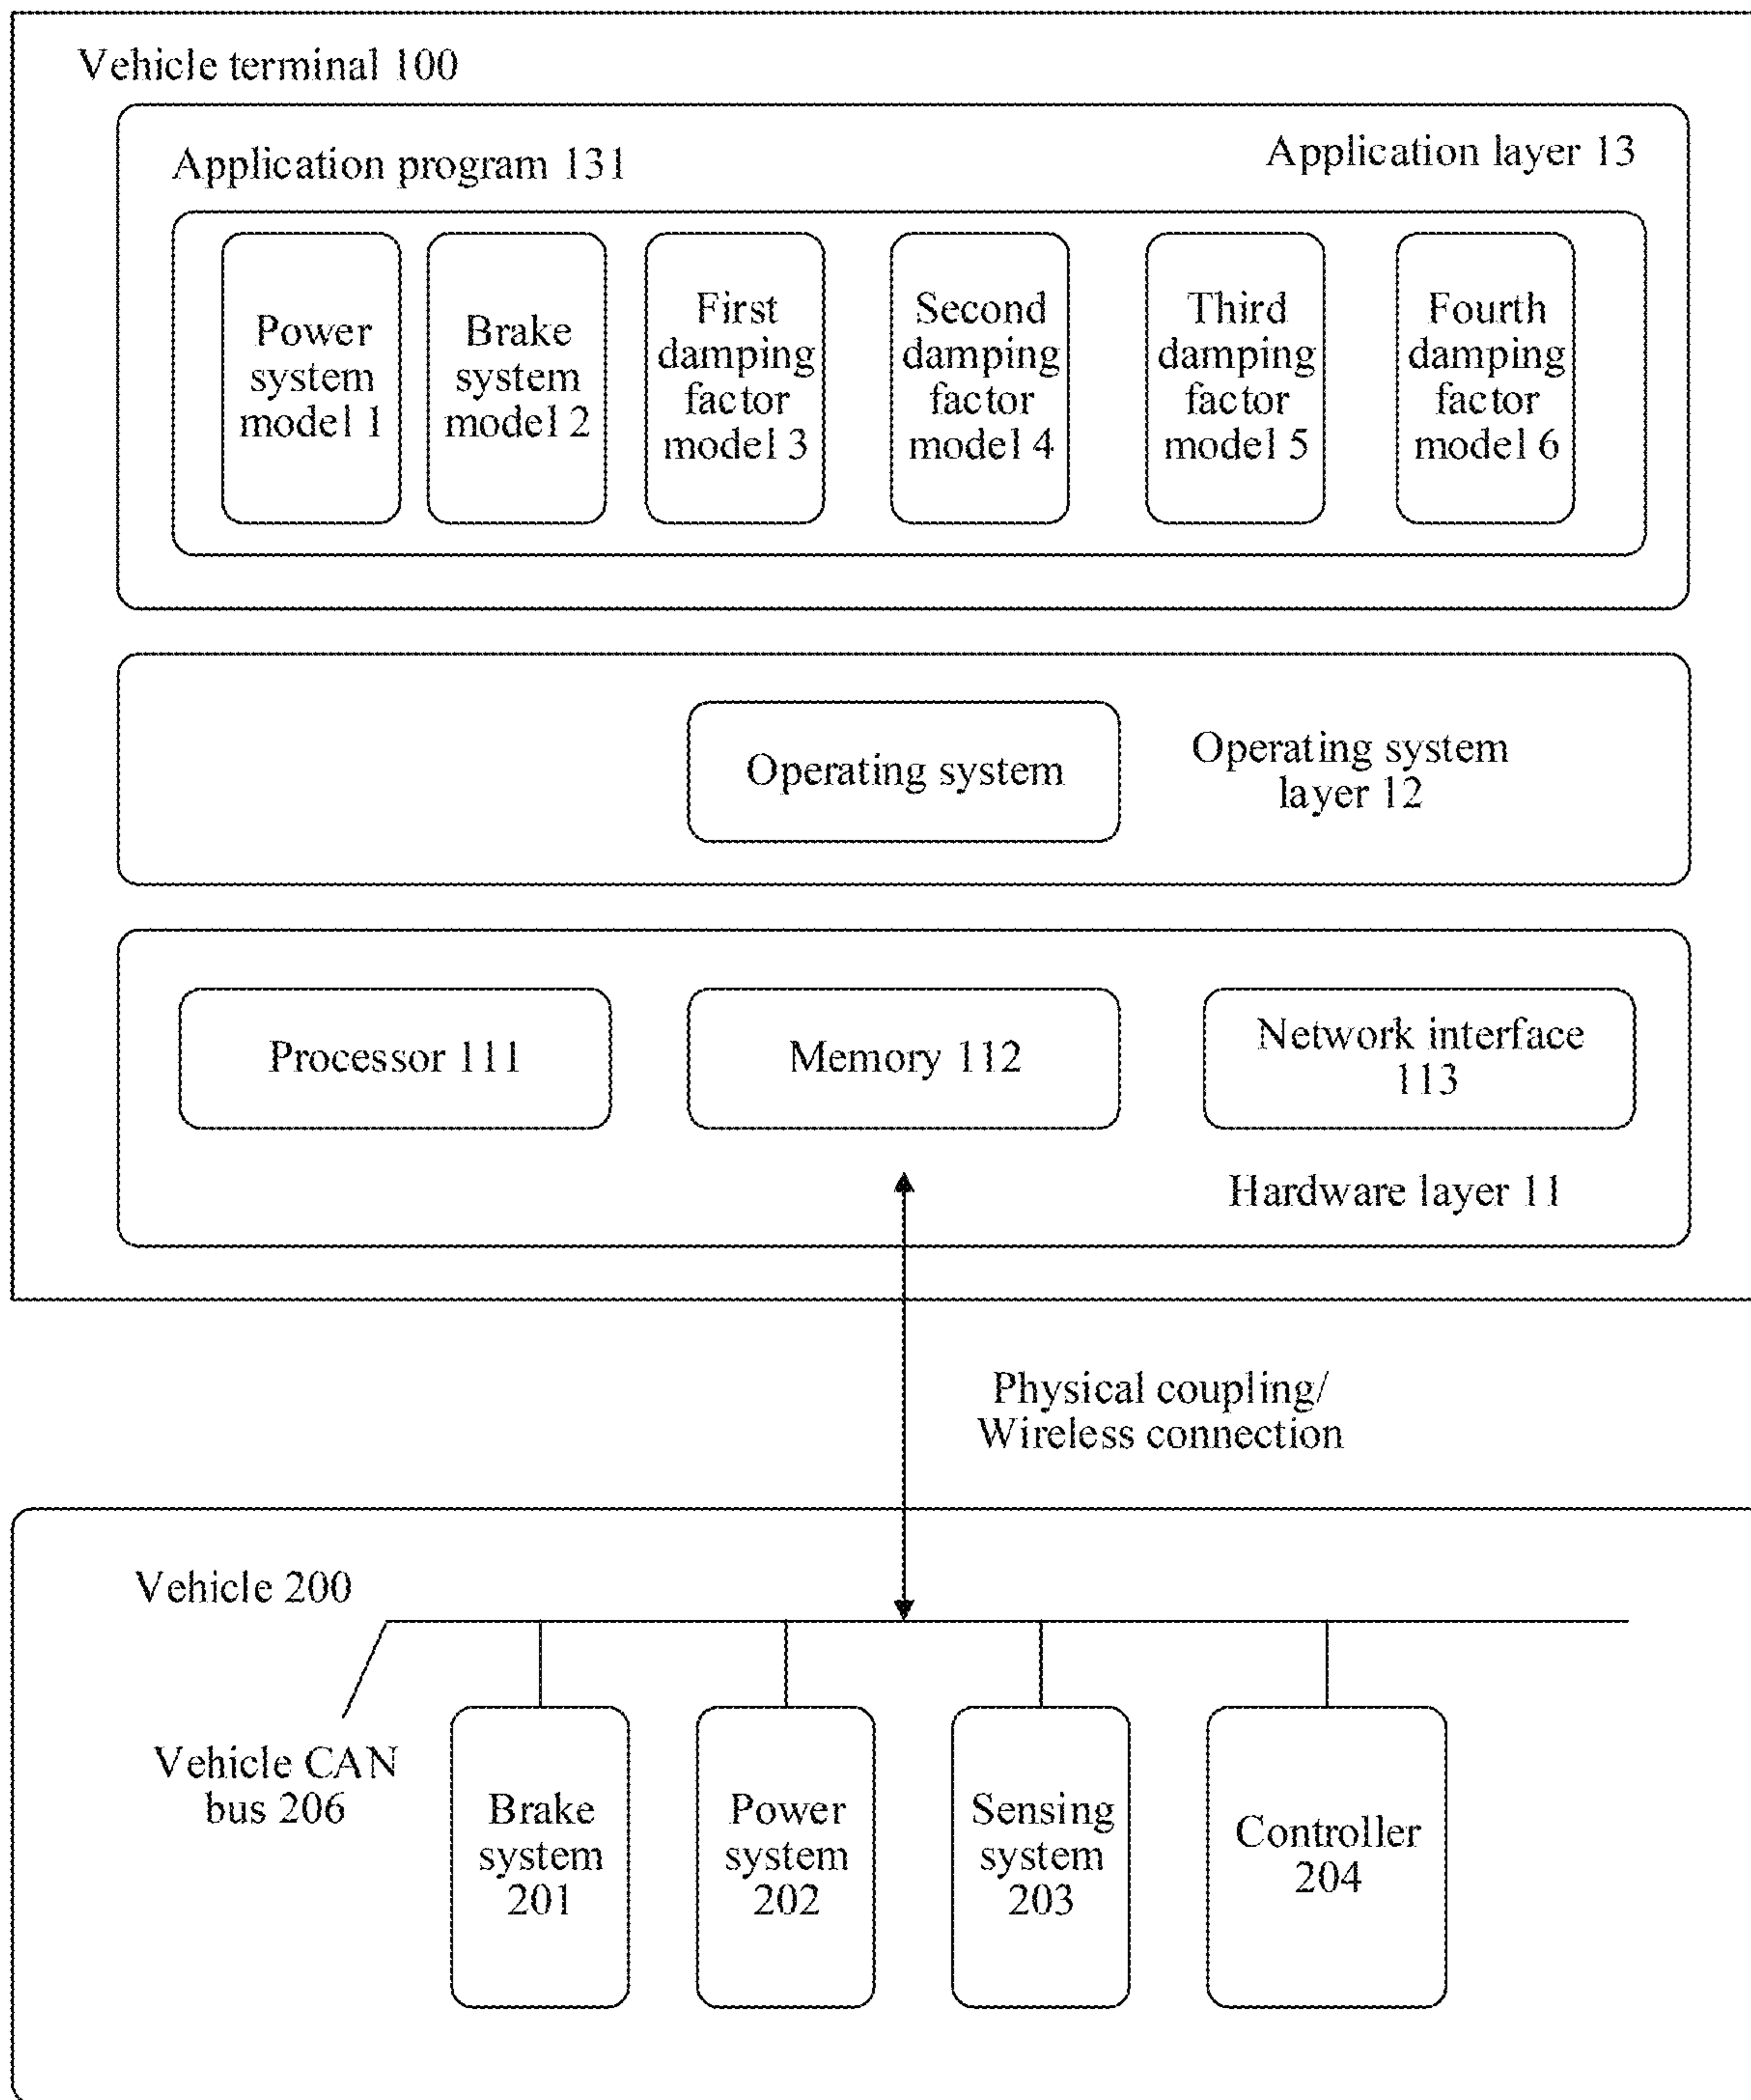 Vehicle terminal 100
Application program 131
Application layer 13
Power
system
model 1
Brake
system
model 2
First
damping
factor
model 3
Second
damping
factor
model 4
Third
damping
factor
model 5
Fourth
damping
factor
model 6
Operating system
Operating system
layer 12
Processor 111
Memory 112
Network interface
113
Hardware layer 11
Physical coupling/
Wireless connection
Vehicle 200
Vehicle CAN
bus 206
Brake
system
201
Power
system
202
Sensing
system
203
Controller
204